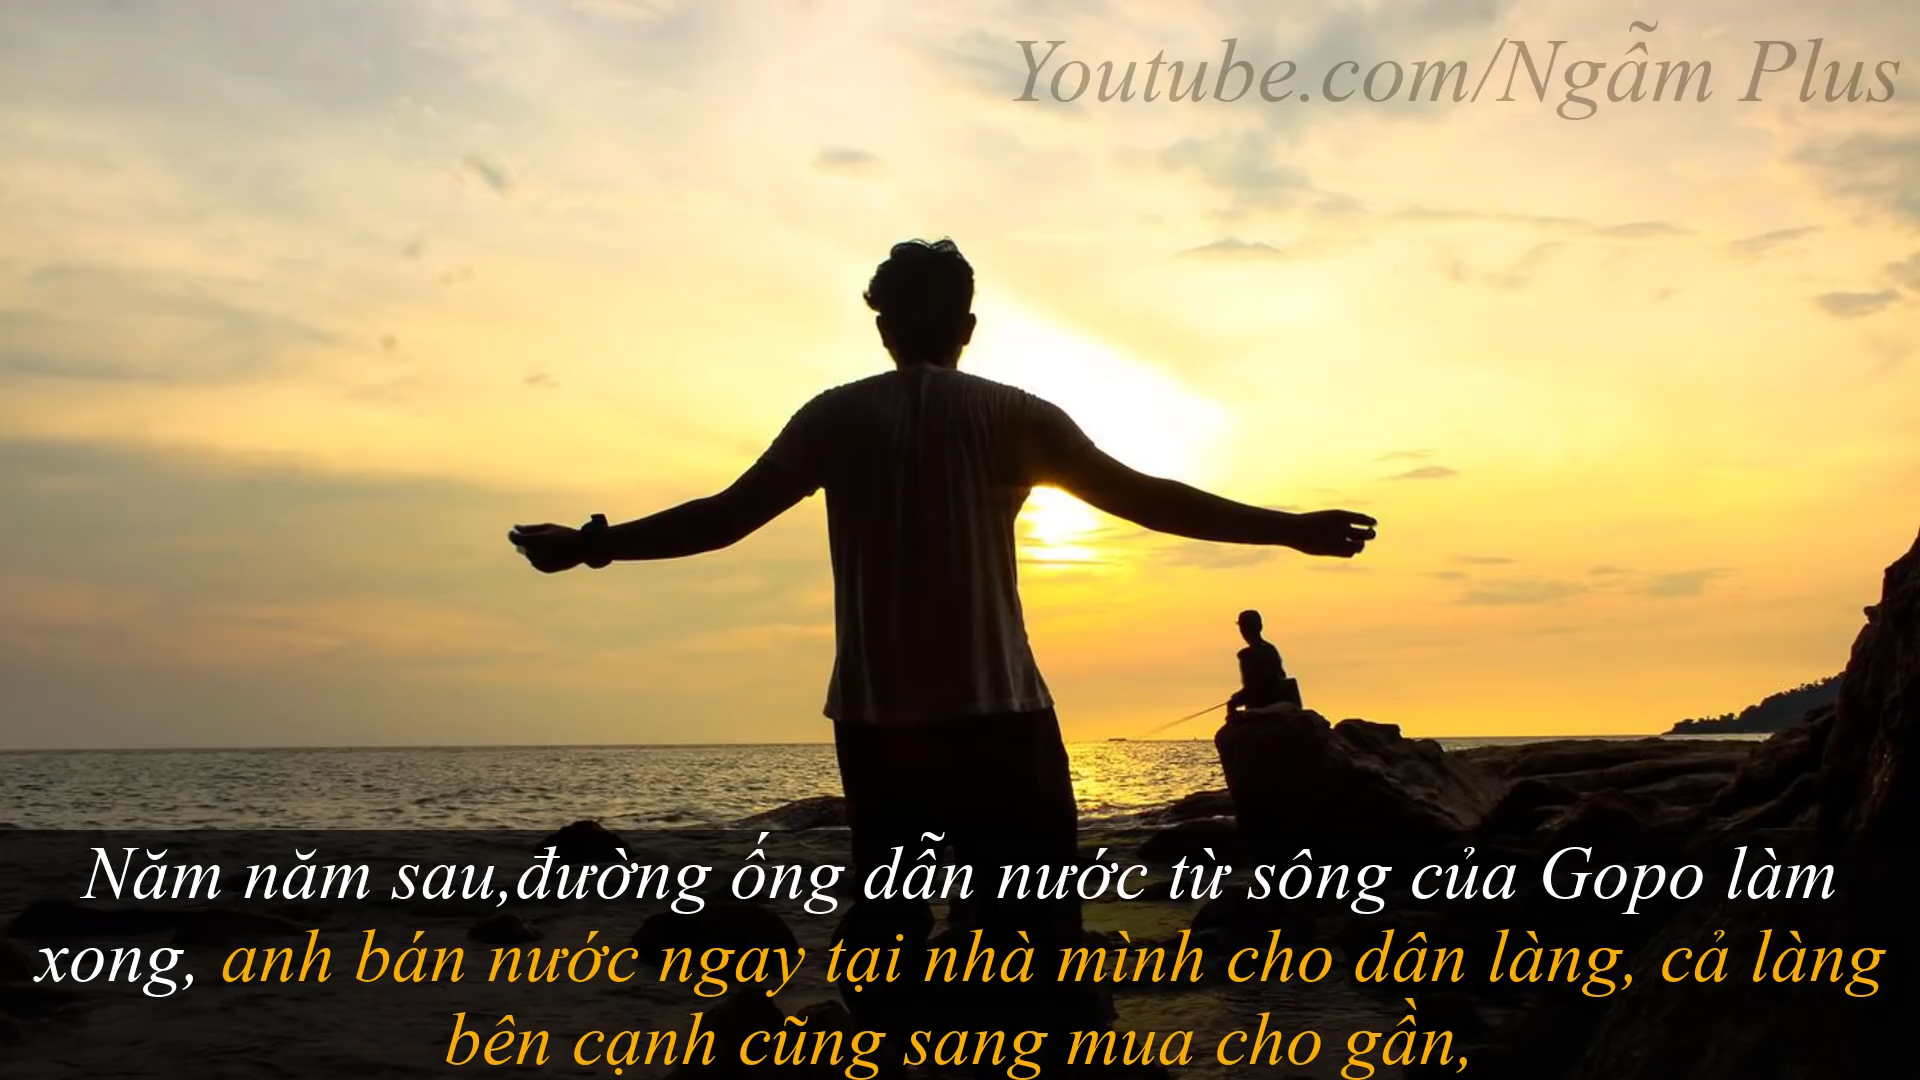 Youtube.com/Ngẫm Plus
Năm năm sau,đường ống dẫn nước từ sông của Gopo làm
xong, anh bán nước ngay tại nhà mình cho dân làng, cả làng
bên cạnh cũng sang mua cho gần,